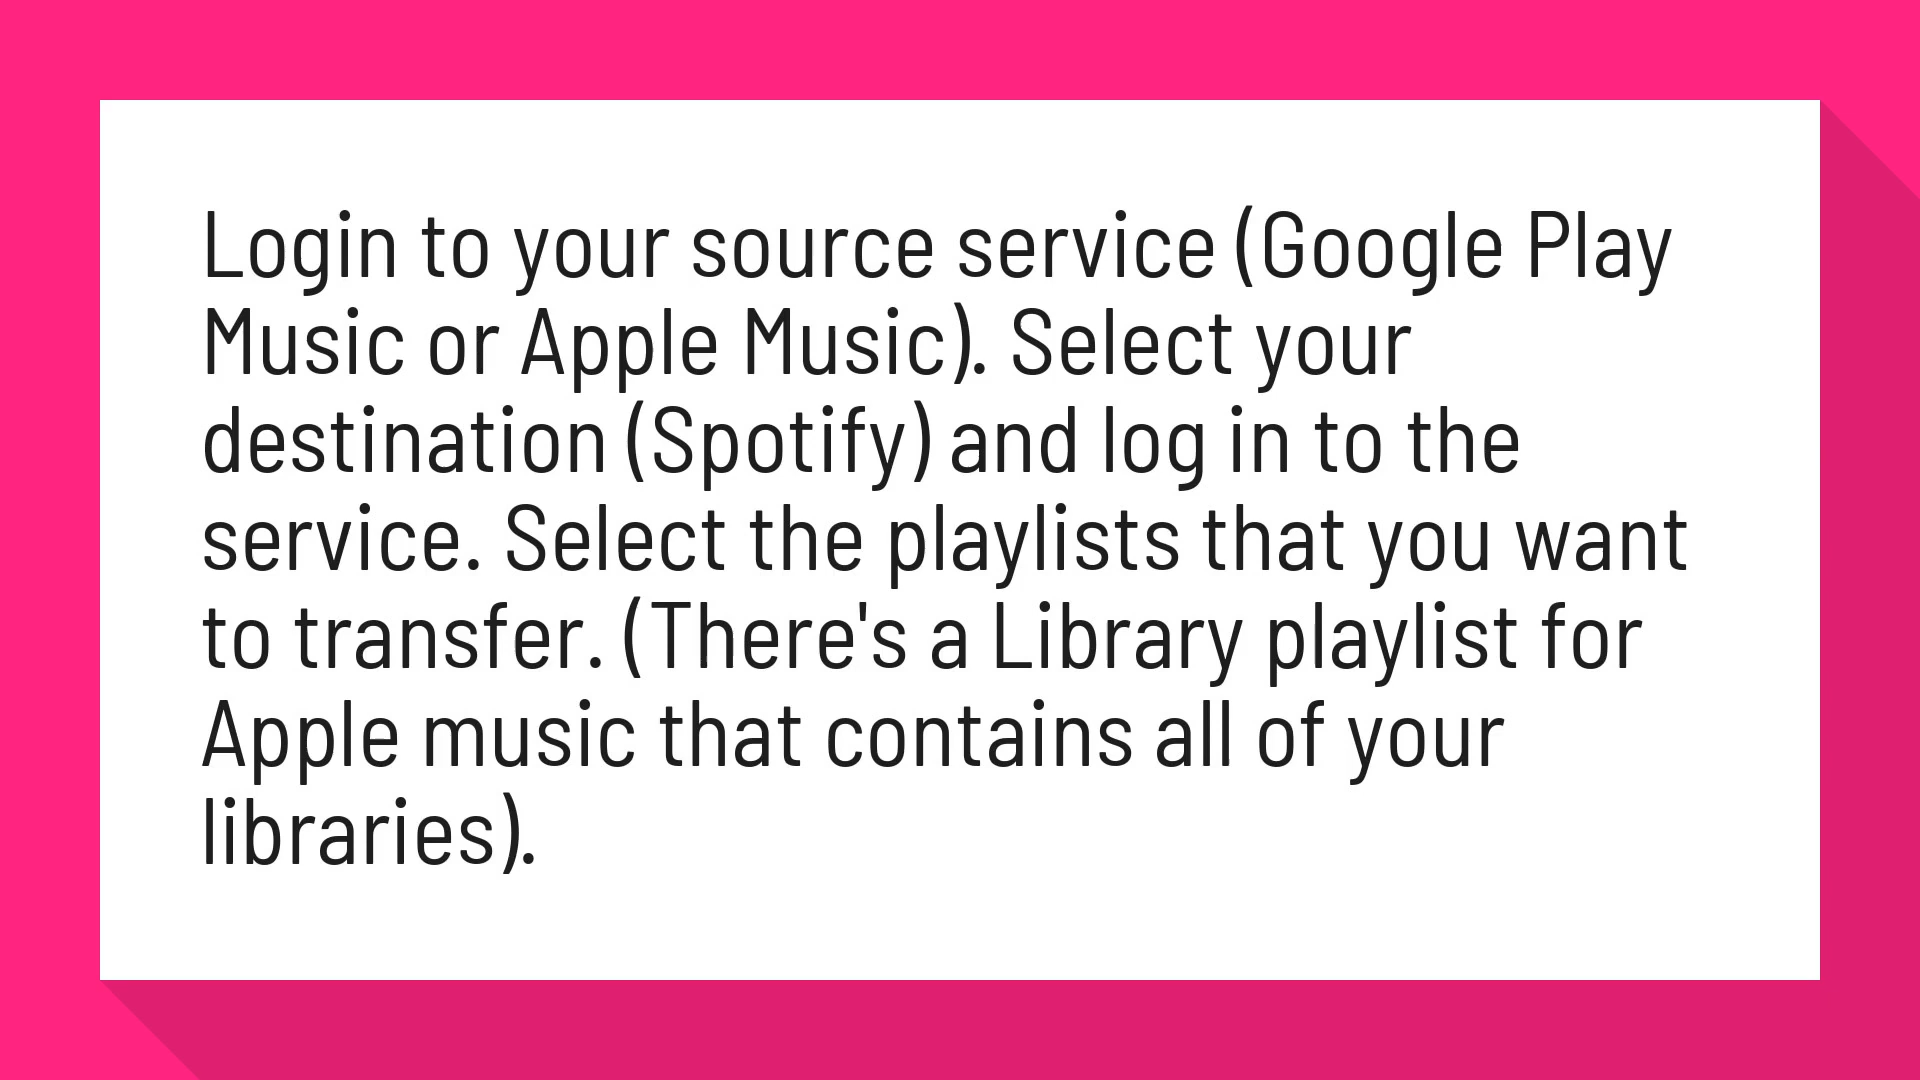 Login to your source service (Google Play
Music or Apple Music). Select your
destination (Spotify) and log in to the
service. Select the playlists that you want
to transfer. (There's a Library playlist for
Apple music that contains all of your
libraries).